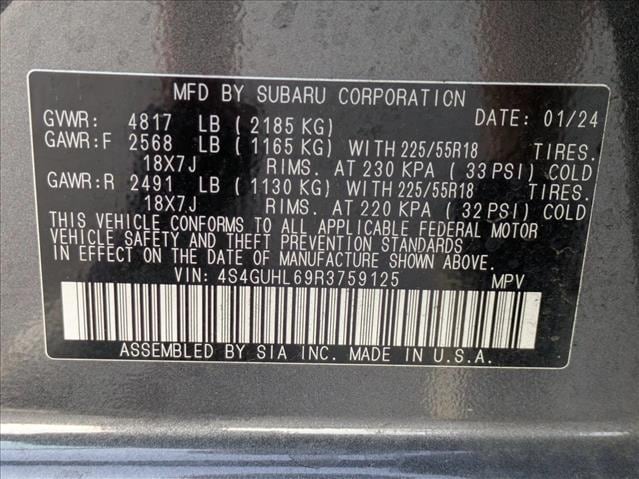 MFD BY SUBARU CORPORATION
GVWR: 4817 LB (2185 KG) DATE: 01/24
GAWR:F 2568 LB (1165 KG) WITH 225/55R18 TIRES.
18X7J RIMS. AT 230 KPA (33 PSI) COLD
GAWR:R 2491 LB (1130 KG) WITH 225/55R18 TIRES.
18X7J RIMS. AT 220 KPA (32 PSI) COLD
THIS VEHICLE CONFORMS TO ALL APPLICABLE FEDERAL MOTOR
VEHICLE SAFETY AND THEFT PREVENTION STANDARDS
IN EFFECT ON THE DATE OF MANUFACTURE SHOWN ABOVE.
VIN: 4S4GUHL69R3759125 MPV
ASSEMBLED BY SIA INC. MADE IN U.S.A.